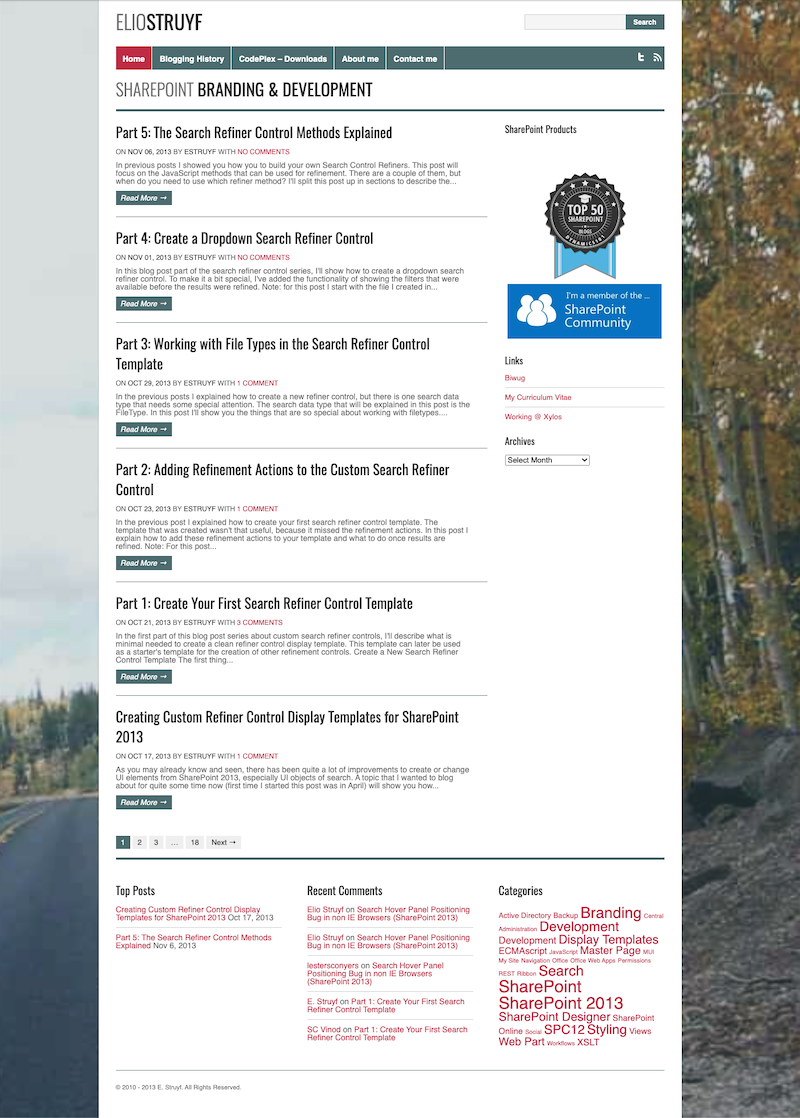 ELIOSTRUYF
Search
Home Blogging History CodePlex – Downloads About me Contact me
SHAREPOINT BRANDING & DEVELOPMENT
Part 5: The Search Refiner Control Methods Explained
ON NOV 06, 2013 BY ESTRUYF WITH NO COMMENTS
In previous posts I showed you how you to build your own Search Control Refiners. This post will
focus on the JavaScript methods that can be used for refinement. There are a couple of them, but
when do you need to use which refiner method? I'll split this post up in sections to describe the...
Read More →
Part 4: Create a Dropdown Search Refiner Control
ON NOV 01, 2013 BY ESTRUYF WITH NO COMMENTS
In this blog post part of the search refiner control series, I'll show how to create a dropdown search
refiner control. To make it a bit special, I've added the functionality of showing the filters that were
available before the results were refined. Note: for this post I start with the file I created in...
Read More →
Part 3: Working with File Types in the Search Refiner Control
Template
ON OCT 29, 2013 BY ESTRUYF WITH 1 COMMENT
In the previous posts I explained how to create a new refiner control, but there is one search data
type that needs some special attention. The search data type that will be explained in this post is the
FileType. In this post I'll show you the things that are so special about working with filetypes....
Read More →
Part 2: Adding Refinement Actions to the Custom Search Refiner
Control
ON OCT 23, 2013 BY ESTRUYF WITH 1 COMMENT
In the previous post I explained how to create your first search refiner control template. The
template that was created wasn't that useful, because it missed the refinement actions. In this post I
explain how to add these refinement actions to your template and what to do once results are
refined. Note: For this post...
Read More →
Part 1: Create Your First Search Refiner Control Template
ON OCT 21, 2013 BY ESTRUYF WITH 3 COMMENTS
In the first part of this blog post series about custom search refiner controls, I'll describe what is
minimal needed to create a clean refiner control display template. This template can later be used
as a starter's template for the creation of other refinement controls. Create a New Search Refiner
Control Template The first thing...
Read More →
Creating Custom Refiner Control Display Templates for SharePoint
2013
ON OCT 17, 2013 BY ESTRUYF WITH 1 COMMENT
As you may already know and seen, there has been quite a lot of improvements to create or change
UI elements from SharePoint 2013, especially UI objects of search. A topic that I wanted to blog
about for quite some time now (first time I started this post was in April) will show you how...
Read More →
1 2 3 ... 18 Next →
SharePoint Products
TOP 50
SHAREPOINT
BLOGS
DYNAMICS101
I'm a member of the ...
SharePoint
Community
Links
Biwug
My Curriculum Vitae
Working @ Xylos
Archives
Select Month
Top Posts
Creating Custom Refiner Control Display
Templates for SharePoint 2013 Oct 17, 2013
Part 5: The Search Refiner Control Methods
Explained Nov 6, 2013
Recent Comments
Elio Struyf on Search Hover Panel Positioning
Bug in non IE Browsers (SharePoint 2013)
Elio Struyf on Search Hover Panel Positioning
Bug in non IE Browsers (SharePoint 2013)
lestersconyers on Search Hover Panel
Positioning Bug in non IE Browsers
(SharePoint 2013)
E. Struyf on Part 1: Create Your First Search
Refiner Control Template
SC Vinod on Part 1: Create Your First Search
Refiner Control Template
Categories
Active Directory Backup Branding Central
Administration Development
Development Display Templates
ECMAscript JavaScript Master Page MUI
My Site Navigation Office Office Web Apps Permissions
REST Ribbon Search
SharePoint
SharePoint 2013
SharePoint Designer SharePoint
Online Social SPC12 Styling Views
Web Part Workflows XSLT
© 2010 - 2013 E. Struyf. All Rights Reserved.